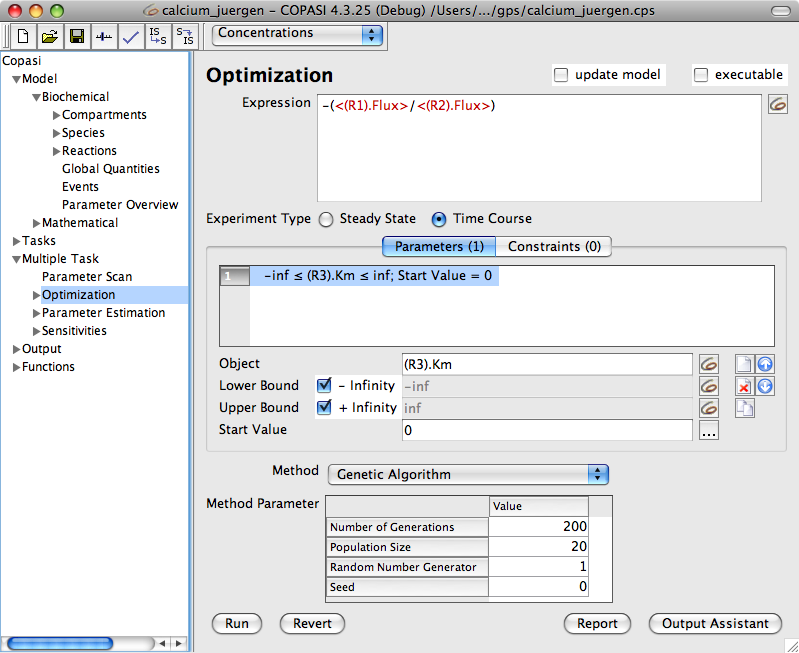 calcium_juergen - COPASI 4.3.25 (Debug) /Users/.../gps/calcium_juergen.cps
IS S
S IS
Concentrations
Copasi
Model
Biochemical
Compartments
Species
Reactions
Global Quantities
Events
Parameter Overview
Mathematical
Tasks
Multiple Task
Parameter Scan
Optimization
Parameter Estimation
Sensitivities
Output
Functions
Optimization
update model
executable
Expression
-(<(R1).Flux>/<(R2).Flux>)
Experiment Type Steady State Time Course
Parameters (1) Constraints (0)
1 -inf ≤ (R3).Km ≤ inf; Start Value = 0
Object (R3).Km
Lower Bound - Infinity -inf
Upper Bound + Infinity inf
Start Value 0 ...
Method Genetic Algorithm
Method Parameter Value
Number of Generations 200
Population Size 20
Random Number Generator 1
Seed 0
Run Revert Report Output Assistant